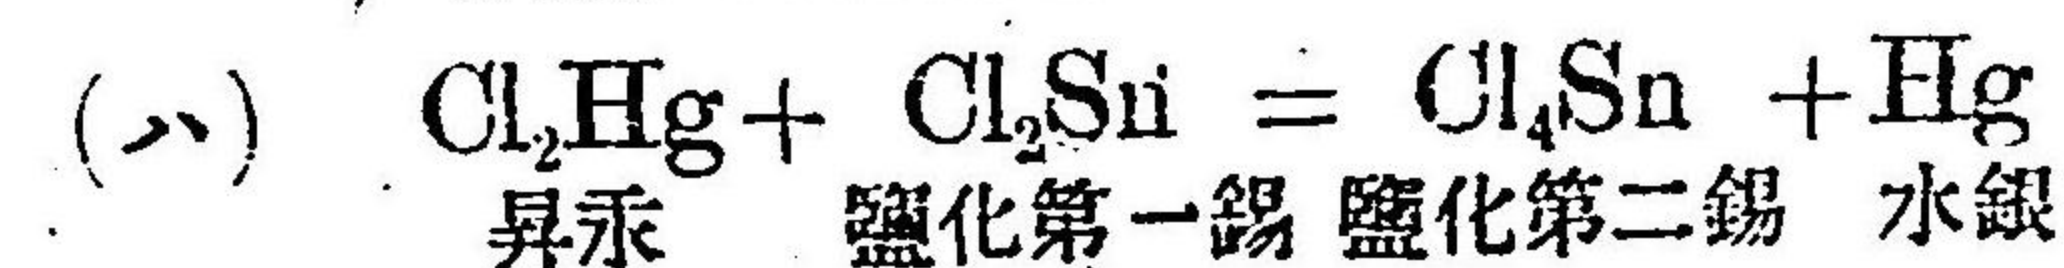 (八) Cl₂Hg + Cl₂Sn = Cl₄Sn + Hg
昇汞 鹽化第一錫 鹽化第二錫 水銀